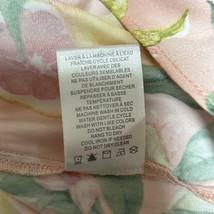 LAVER À LA MACHINE À L'EAU
FRAÎCHE CYCLE DÉLICAT
LAVER AVEC DES
COULEURS SEMBLABLES
NE PAS UTILISER D'AGENT
DE BLANCHIMENT
SUSPENDRE POUR SÉCHER
REPASSER À BASSE
TEMPÉRATURE
NE PAS NETTOYER À SEC
MACHINE WASH IN COLD
WATER GENTLE CYCLE
WASH WITH LIKE COLORS
DO NOT BLEACH
HANG TO DRY
COOL IRON IF NEEDED
DO NOT DRY CLEAN